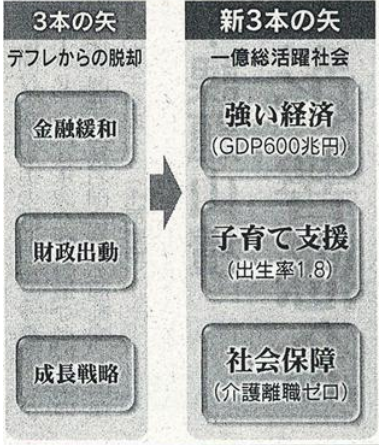 3本の矢
デフレからの脱却
金融緩和
財政出動
成長戦略
新3本の矢
一億総活躍社会
強い経済
(GDP600兆円)
子育て支援
(出生率1.8)
社会保障
(介護離職ゼロ)